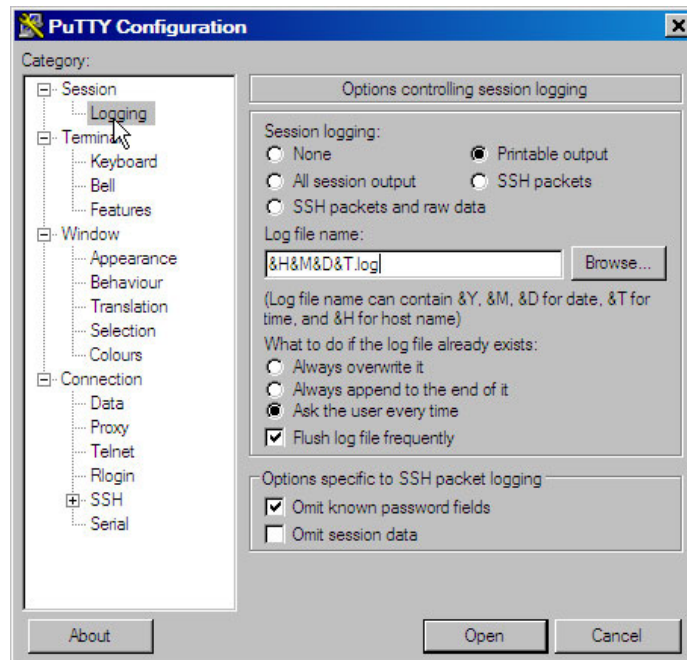 PuTTY Configuration
Category:
Session
Logging
Terminal
Keyboard
Bell
Features
Window
Appearance
Behaviour
Translation
Selection
Colours
Connection
Data
Proxy
Telnet
Rlogin
SSH
Serial
Options controlling session logging
Session logging:
None
Printable output
All session output
SSH packets
SSH packets and raw data
Log file name:
&H&M&D&T.log
Browse...
(Log file name can contain &Y, &M, &D for date, &T for
time, and &H for host name)
What to do if the log file already exists:
Always overwrite it
Always append to the end of it
Ask the user every time
Flush log file frequently
Options specific to SSH packet logging
Omit known password fields
Omit session data
About
Open
Cancel